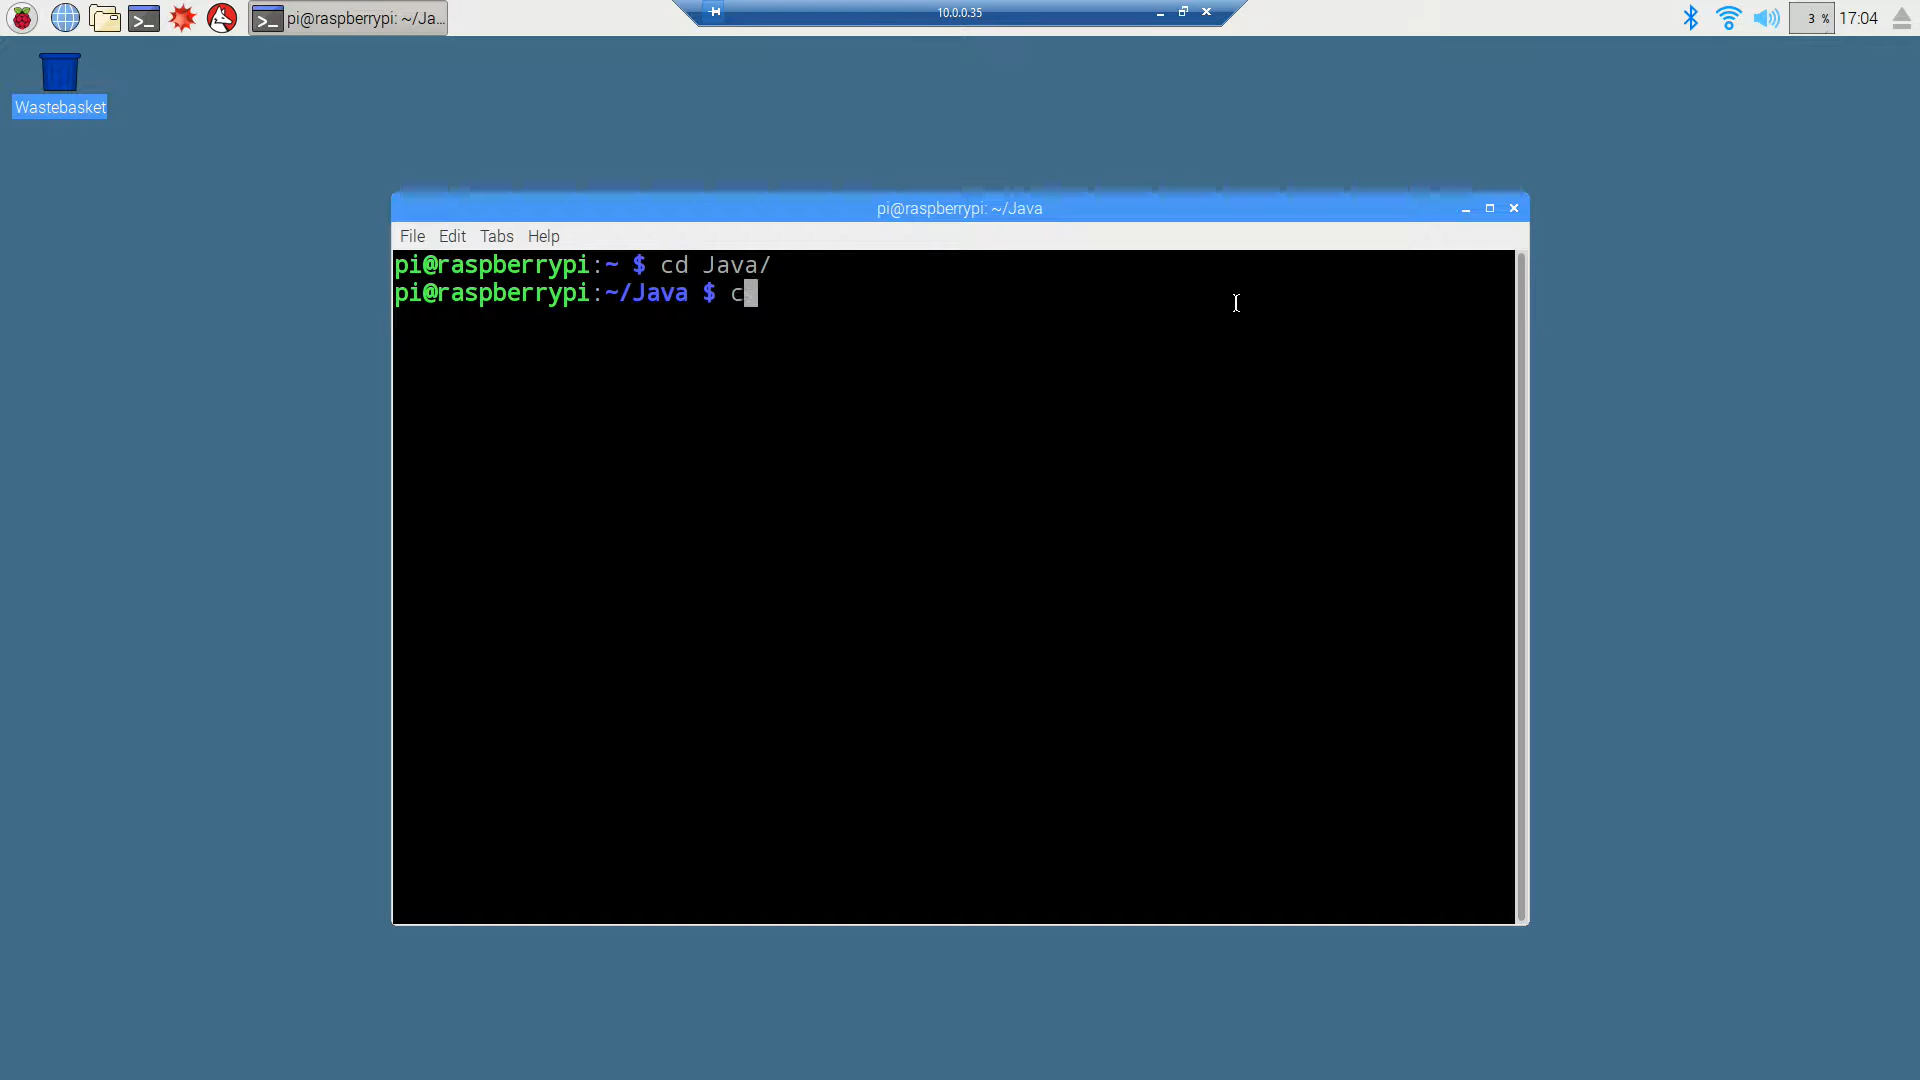 pi@raspberrypi: ~/Ja...
10.0.0.35
3 %
17:04
Wastebasket
pi@raspberrypi: ~/Java
File Edit Tabs Help
pi@raspberrypi:~ $ cd Java/
pi@raspberrypi:~/Java $ c